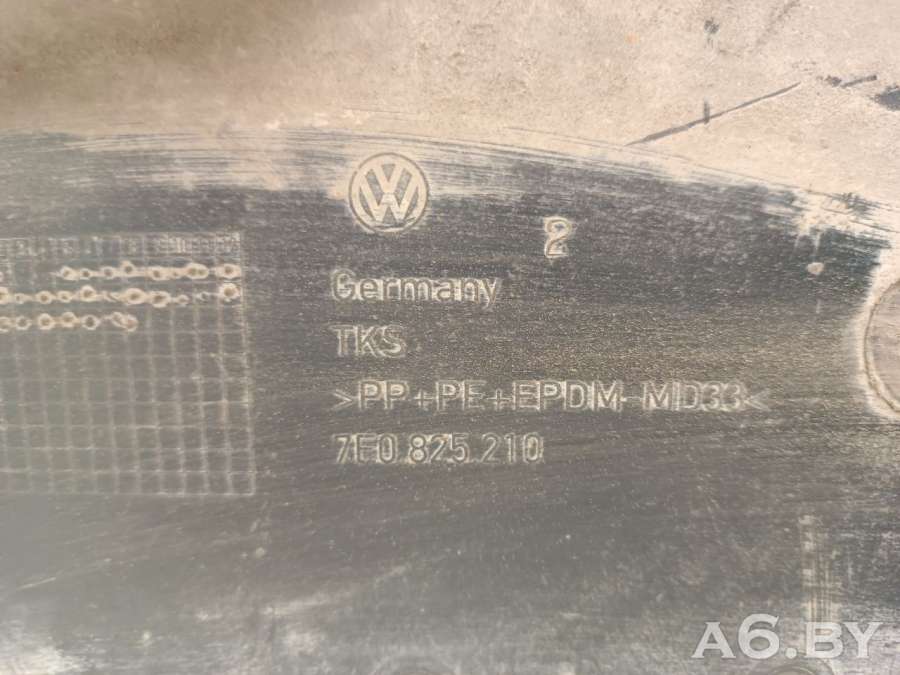 2
Germany
TKS
>PP+PE+EPDM-MD33<
7E0.825.210
A6.BY